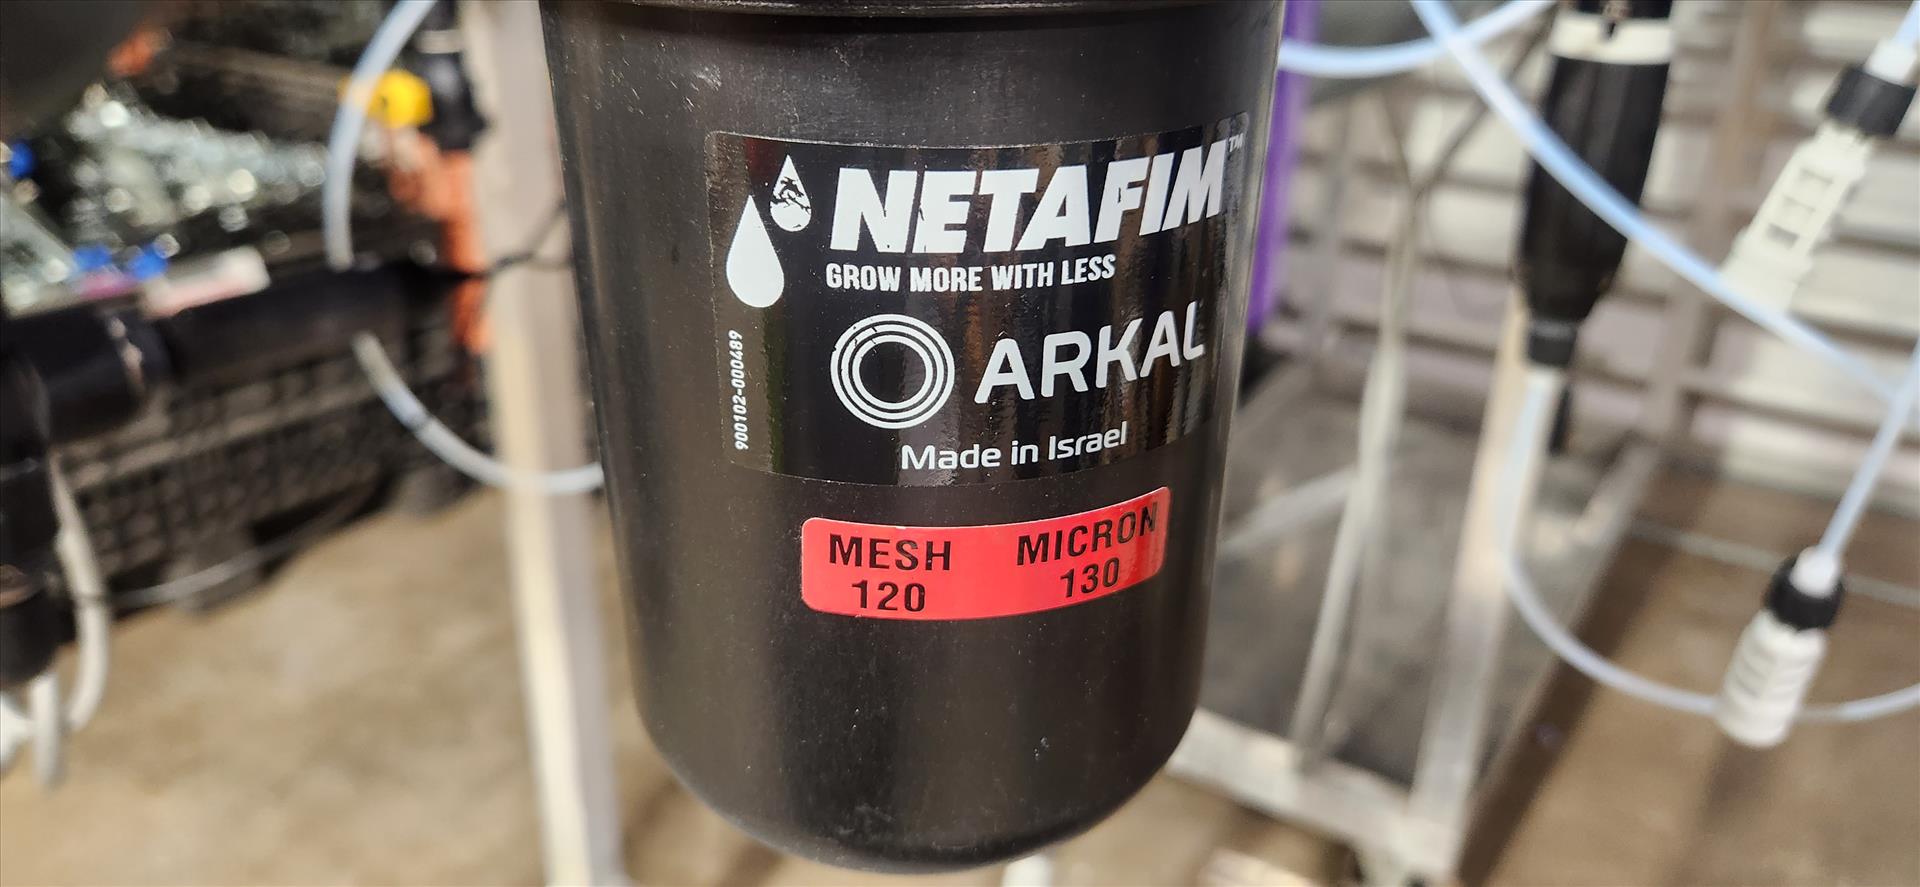 NETAFIM™
GROW MORE WITH LESS
ARKAL
Made in Israel
900102-000489
MESH MICRON
120 130